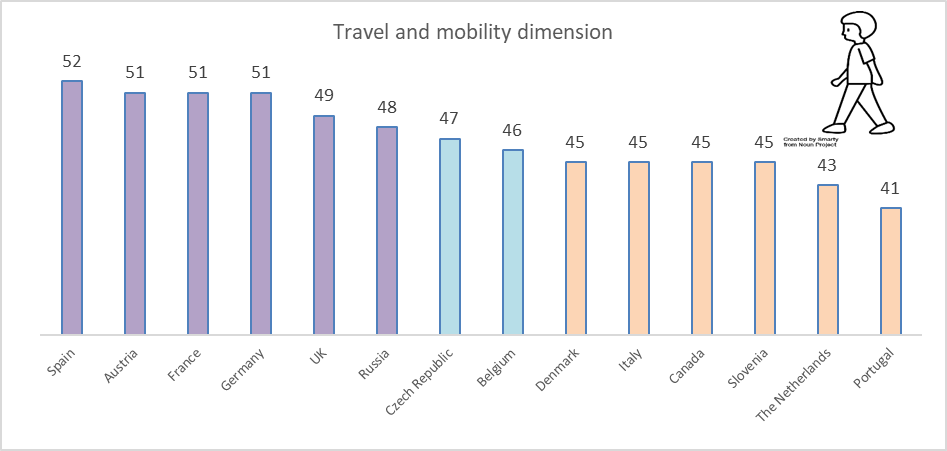 Travel and mobility dimension
52
51
51
51
49
48
47
46
45
45
45
45
43
41
Created by Smarty
from Noun Project
Spain
Austria
France
Germany
UK
Russia
Czech Republic
Belgium
Denmark
Italy
Canada
Slovenia
The Netherlands
Portugal